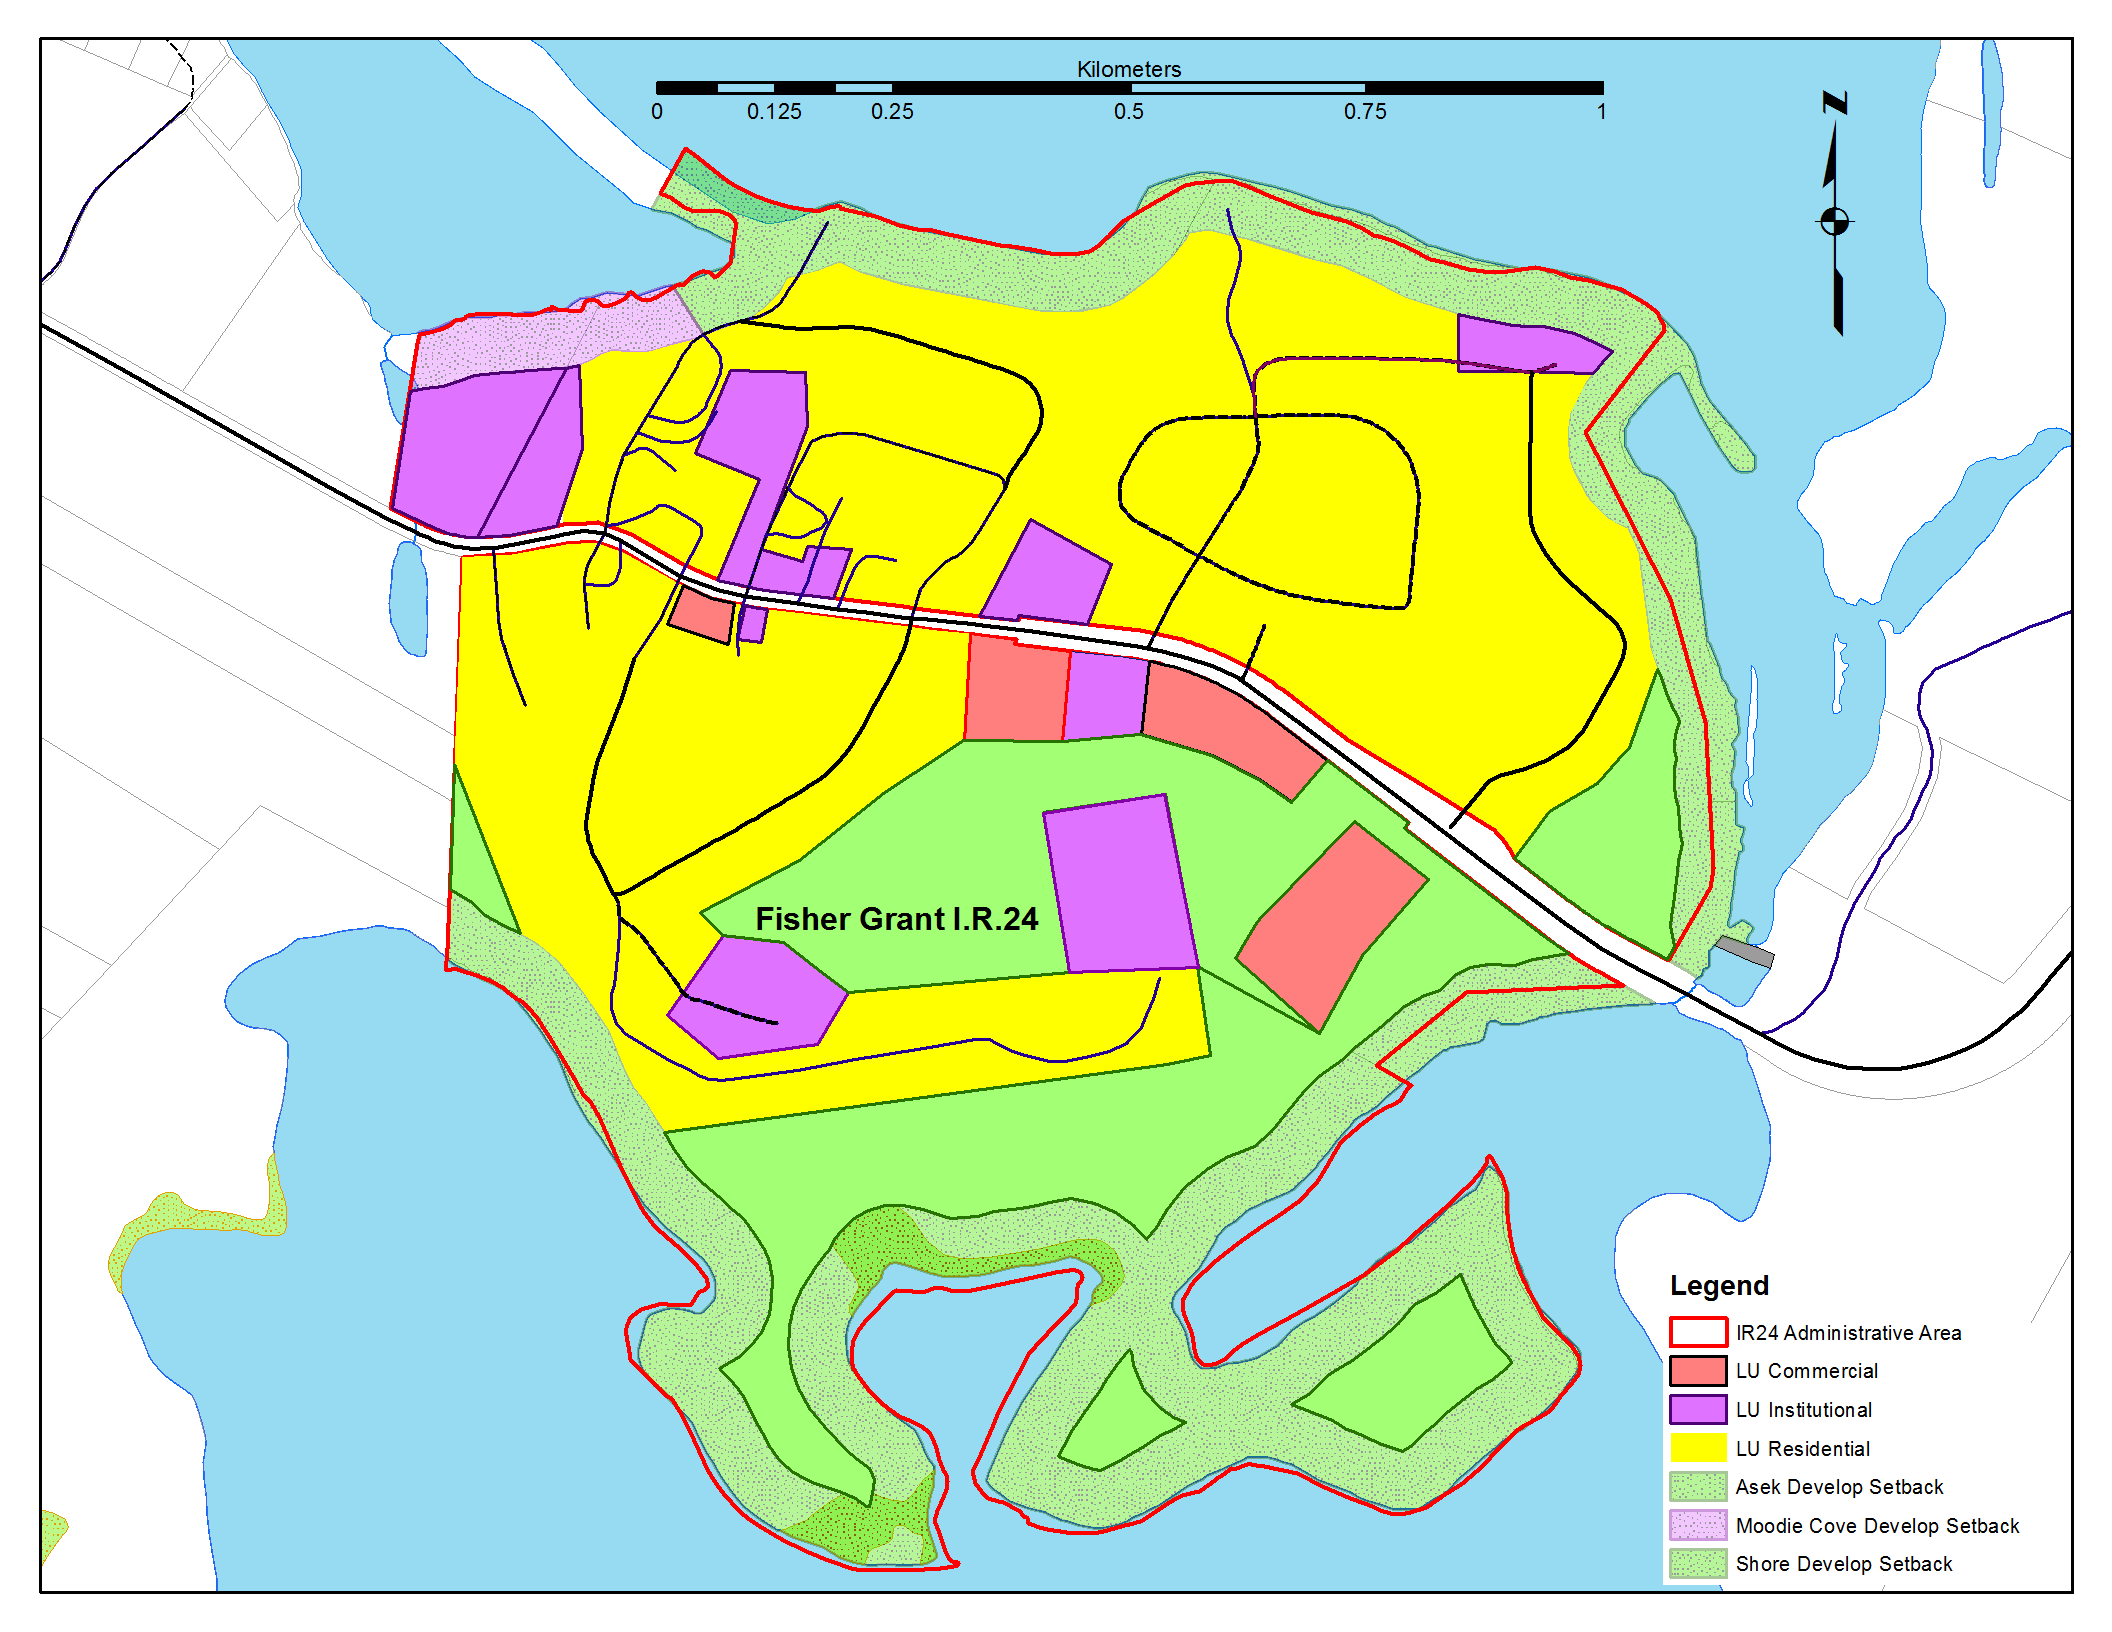 Kilometers
0 0.125 0.25 0.5 0.75 1
N
Fisher Grant I.R.24
Legend
IR24 Administrative Area
LU Commercial
LU Institutional
LU Residential
Asek Develop Setback
Moodie Cove Develop Setback
Shore Develop Setback